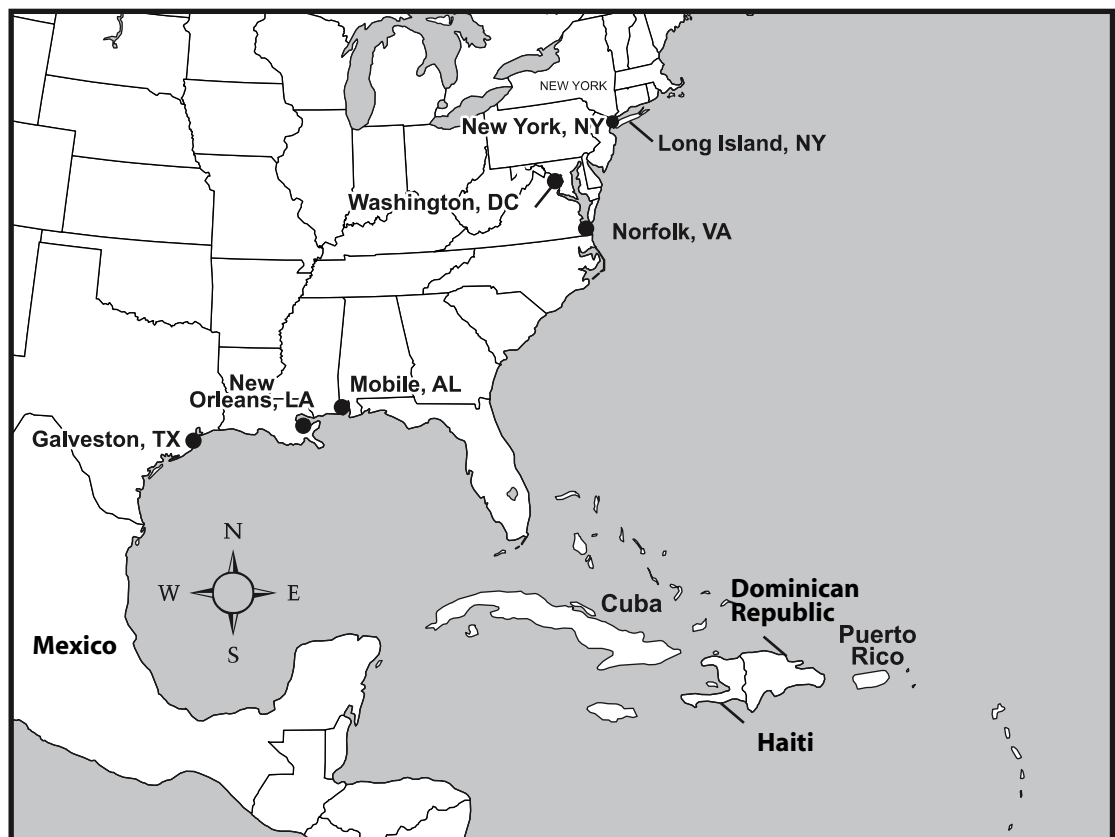 NEW YORK
New York, NY
Long Island, NY
Washington, DC
Norfolk, VA
New
Orleans, LA
Mobile, AL
Galveston, TX
N
W
E
S
Mexico
Cuba
Dominican
Republic
Puerto
Rico
Haiti